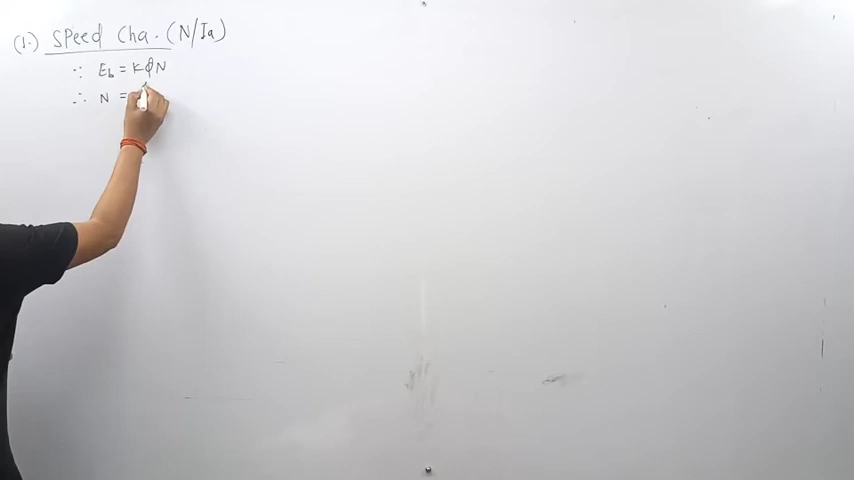 (1.) Speed Cha. (N/Ia)
∵ Eb = KΦN
∴ N =